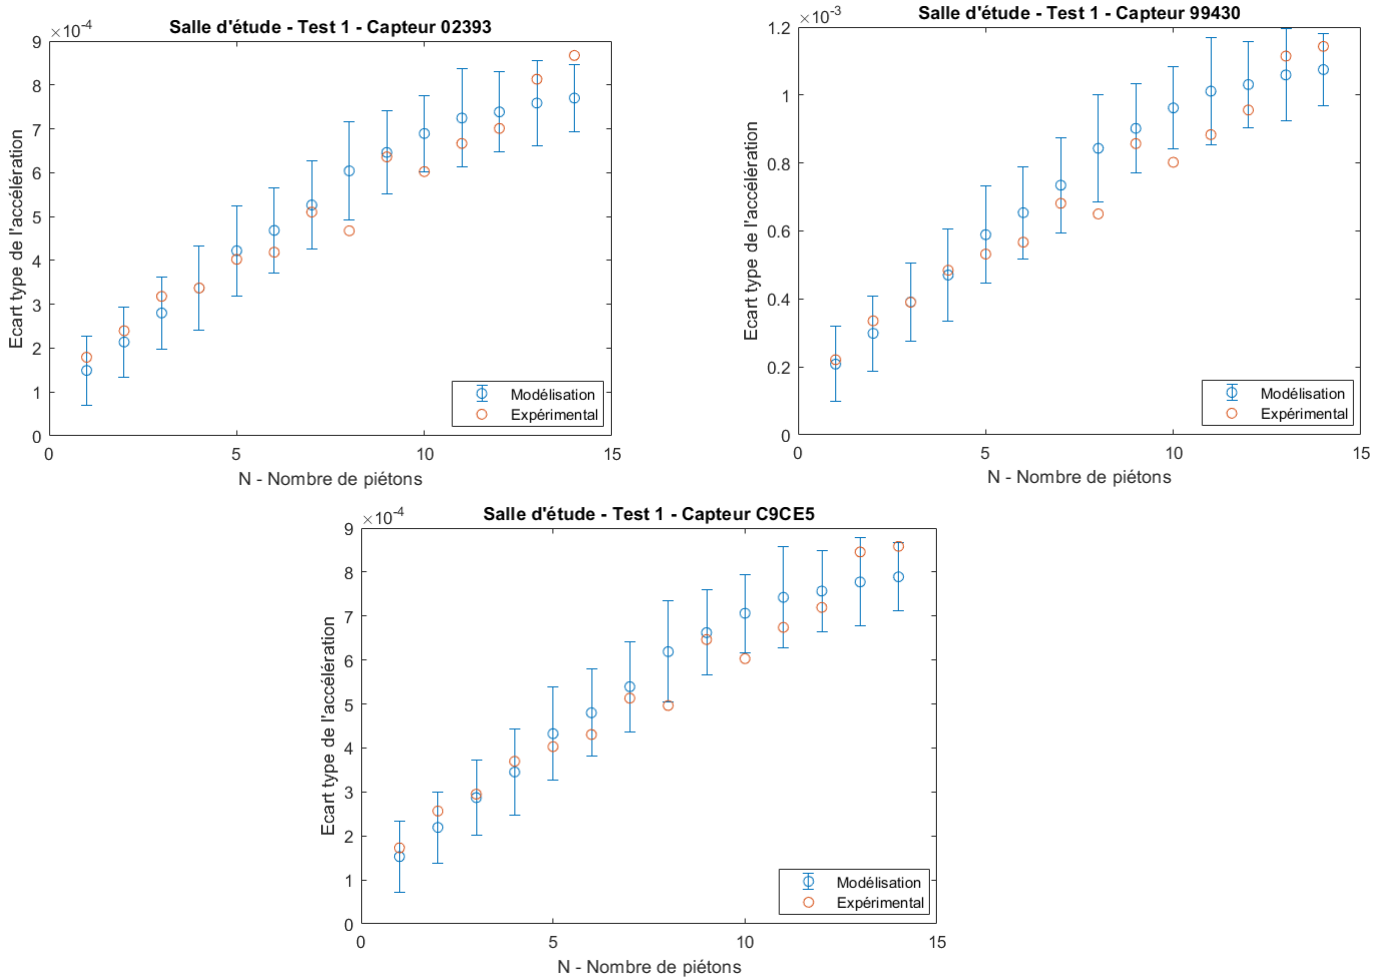 Salle d'étude - Test 1 - Capteur 02393
×10⁻⁴
9
8
7
6
5
4
3
2
1
0
Ecart type de l'accélération
0 5 10 15
N - Nombre de piétons
Modélisation
Expérimental
Salle d'étude - Test 1 - Capteur 99430
×10⁻³
1.2
1
0.8
0.6
0.4
0.2
0
Ecart type de l'accélération
0 5 10 15
N - Nombre de piétons
Modélisation
Expérimental
Salle d'étude - Test 1 - Capteur C9CE5
×10⁻⁴
9
8
7
6
5
4
3
2
1
0
Ecart type de l'accélération
0 5 10 15
N - Nombre de piétons
Modélisation
Expérimental